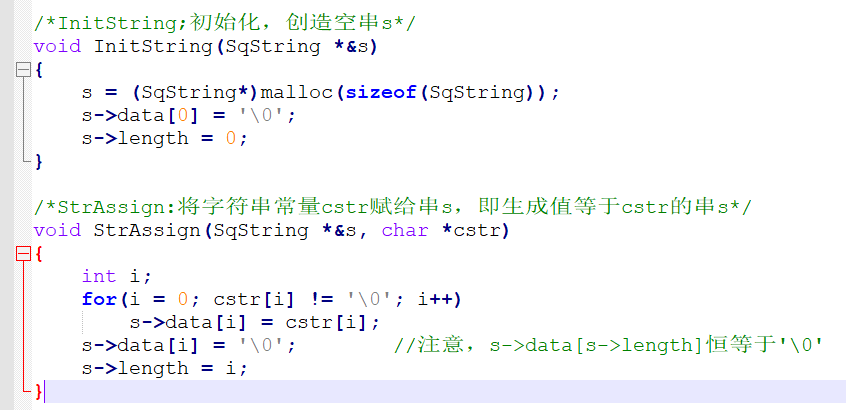 /*InitString;初始化，创造空串s*/
void InitString(SqString *&s)
{
    s = (SqString*)malloc(sizeof(SqString));
    s->data[0] = '\0';
    s->length = 0;
}
/*StrAssign:将字符串常量cstr赋给串s，即生成值等于cstr的串s*/
void StrAssign(SqString *&s, char *cstr)
{
    int i;
    for(i = 0; cstr[i] != '\0'; i++)
        s->data[i] = cstr[i];
    s->data[i] = '\0';        //注意，s->data[s->length]恒等于'\0'
    s->length = i;
}